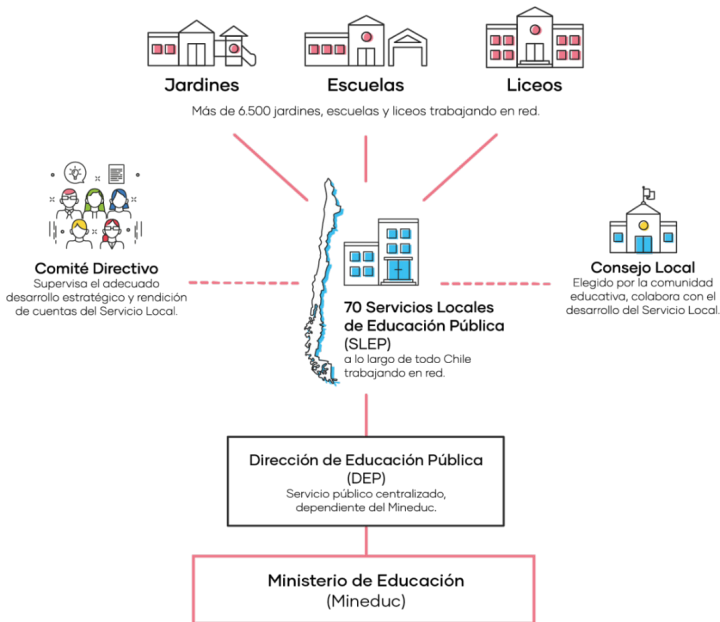 Jardines
Escuelas
Liceos
Más de 6.500 jardines, escuelas y liceos trabajando en red.
Comité Directivo
Supervisa el adecuado
desarrollo estratégico y rendición
de cuentas del Servicio Local.
70 Servicios Locales
de Educación Pública
(SLEP)
a lo largo de todo Chile
trabajando en red.
Consejo Local
Elegido por la comunidad
educativa, colabora con el
desarrollo del Servicio Local.
Dirección de Educación Pública
(DEP)
Servicio público centralizado,
dependiente del Mineduc.
Ministerio de Educación
(Mineduc)